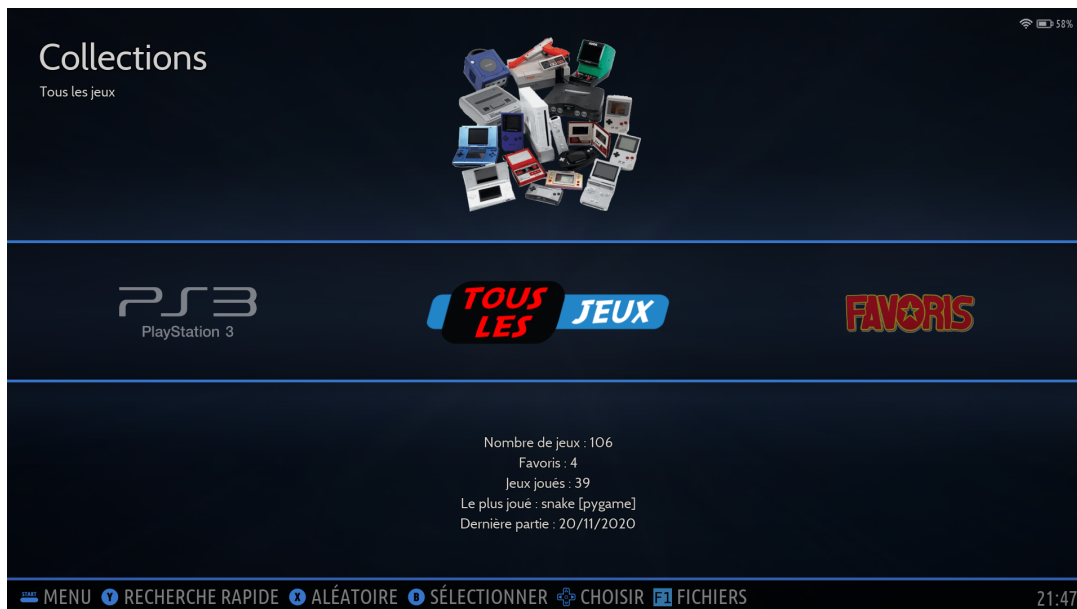 58%
Collections
Tous les jeux
PS3
PlayStation 3
TOUS
LES
JEUX
FAVORIS
Nombre de jeux : 106
Favoris : 4
Jeux joués : 39
Le plus joué : snake [pygame]
Dernière partie : 20/11/2020
START MENU Y RECHERCHE RAPIDE X ALÉATOIRE B SÉLECTIONNER CHOISIR F1 FICHIERS 21:47